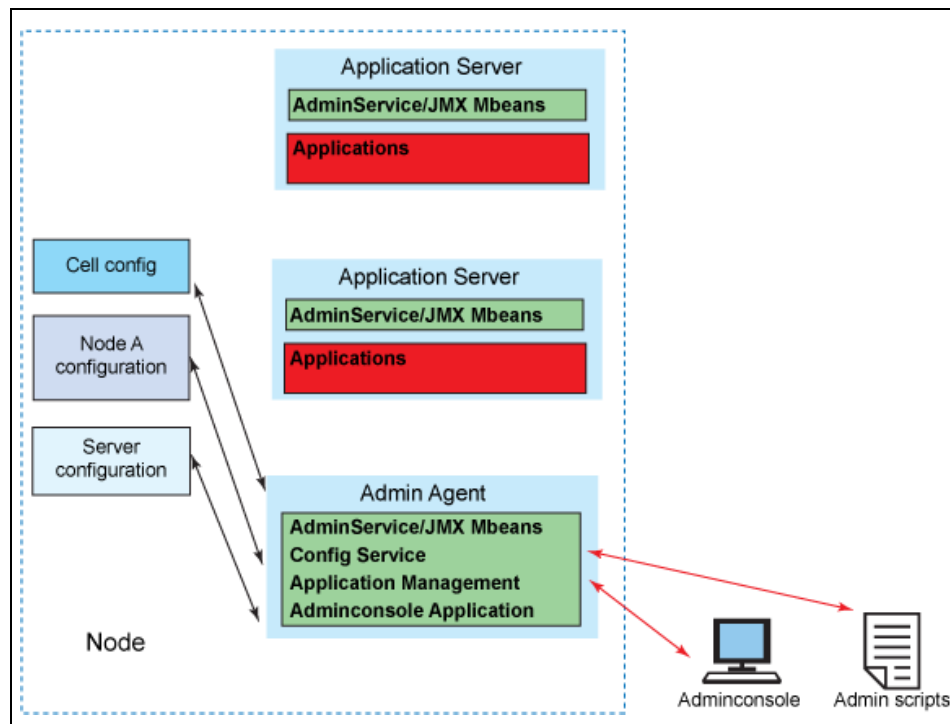 Application Server
AdminService/JMX Mbeans
Applications
Cell config
Application Server
AdminService/JMX Mbeans
Applications
Node A
configuration
Server
configuration
Admin Agent
AdminService/JMX Mbeans
Config Service
Application Management
Adminconsole Application
Node
Adminconsole
Admin scripts